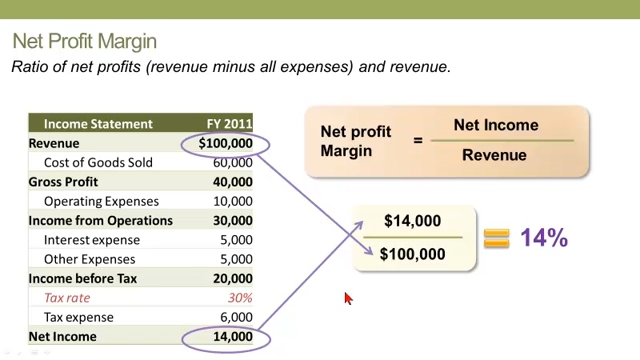 Net Profit Margin
Ratio of net profits (revenue minus all expenses) and revenue.
Income Statement FY 2011
Revenue $100,000
Cost of Goods Sold 60,000
Gross Profit 40,000
Operating Expenses 10,000
Income from Operations 30,000
Interest expense 5,000
Other Expenses 5,000
Income before Tax 20,000
Tax rate 30%
Tax expense 6,000
Net Income 14,000
Net profit
Margin
=
Net Income
Revenue
$14,000
$100,000
= 14%